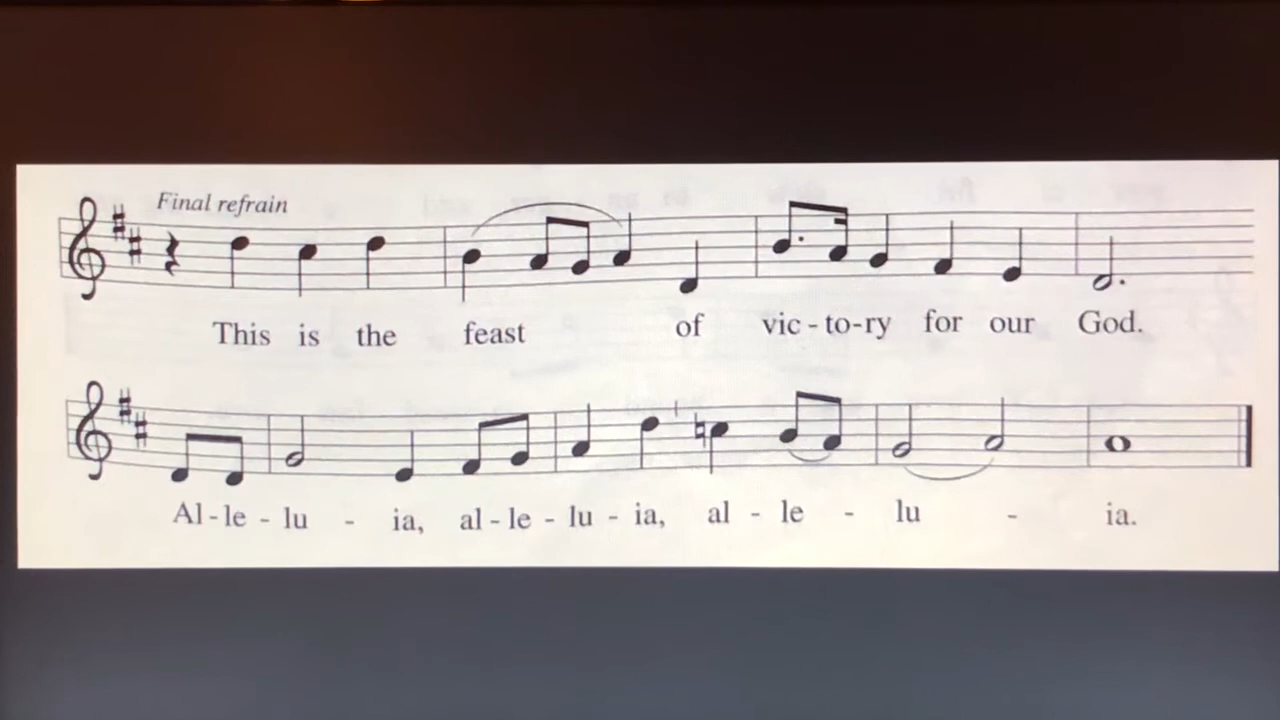 Final refrain
This is the feast of vic - to - ry for our God.
Al - le - lu - ia, al - le - lu - ia, al - le - lu - ia.